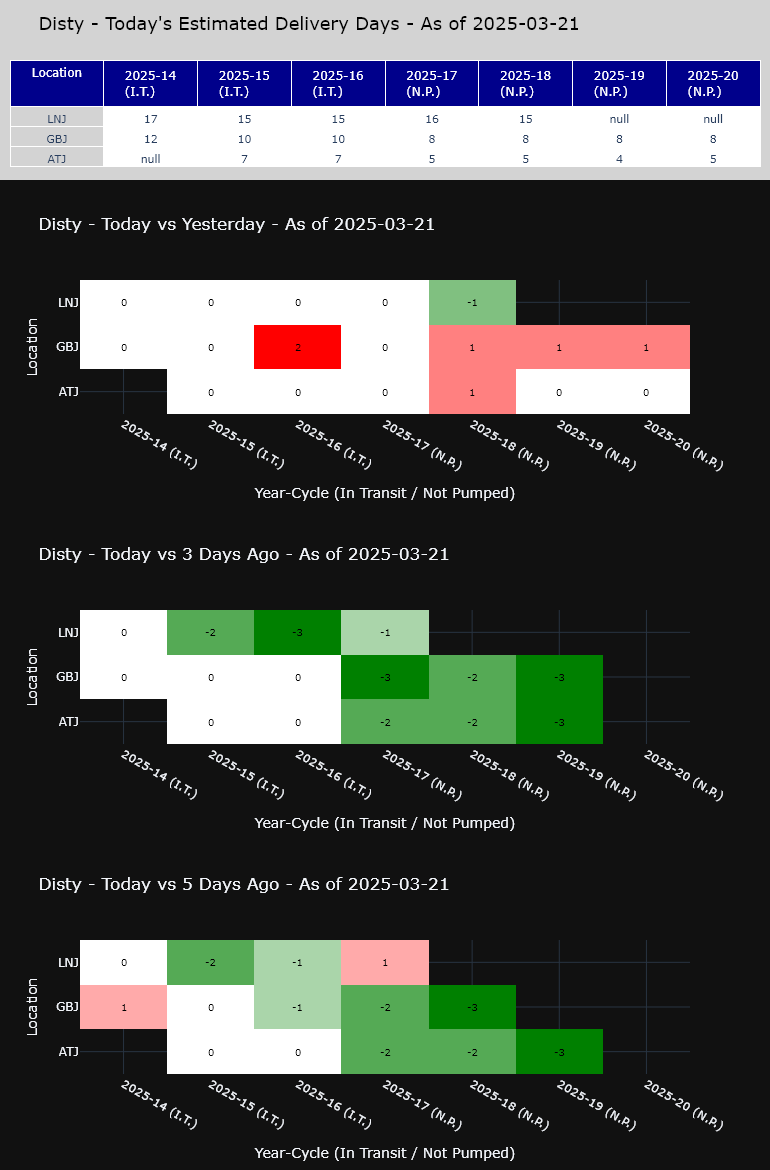 Disty - Today's Estimated Delivery Days - As of 2025-03-21
Location 2025-14 (I.T.) 2025-15 (I.T.) 2025-16 (I.T.) 2025-17 (N.P.) 2025-18 (N.P.) 2025-19 (N.P.) 2025-20 (N.P.)
LNJ 17 15 15 16 15 null null
GBJ 12 10 10 8 8 8 8
ATJ null 7 7 5 5 4 5
Disty - Today vs Yesterday - As of 2025-03-21
Location
LNJ 0 0 0 0 -1
GBJ 0 0 2 0 1 1 1
ATJ 0 0 0 1 0 0
2025-14 (I.T.) 2025-15 (I.T.) 2025-16 (I.T.) 2025-17 (N.P.) 2025-18 (N.P.) 2025-19 (N.P.) 2025-20 (N.P.)
Year-Cycle (In Transit / Not Pumped)
Disty - Today vs 3 Days Ago - As of 2025-03-21
Location
LNJ 0 -2 -3 -1
GBJ 0 0 0 -3 -2 -3
ATJ 0 0 -2 -2 -3
2025-14 (I.T.) 2025-15 (I.T.) 2025-16 (I.T.) 2025-17 (N.P.) 2025-18 (N.P.) 2025-19 (N.P.) 2025-20 (N.P.)
Year-Cycle (In Transit / Not Pumped)
Disty - Today vs 5 Days Ago - As of 2025-03-21
Location
LNJ 0 -2 -1 1
GBJ 1 0 -1 -2 -3
ATJ 0 0 -2 -2 -3
2025-14 (I.T.) 2025-15 (I.T.) 2025-16 (I.T.) 2025-17 (N.P.) 2025-18 (N.P.) 2025-19 (N.P.) 2025-20 (N.P.)
Year-Cycle (In Transit / Not Pumped)